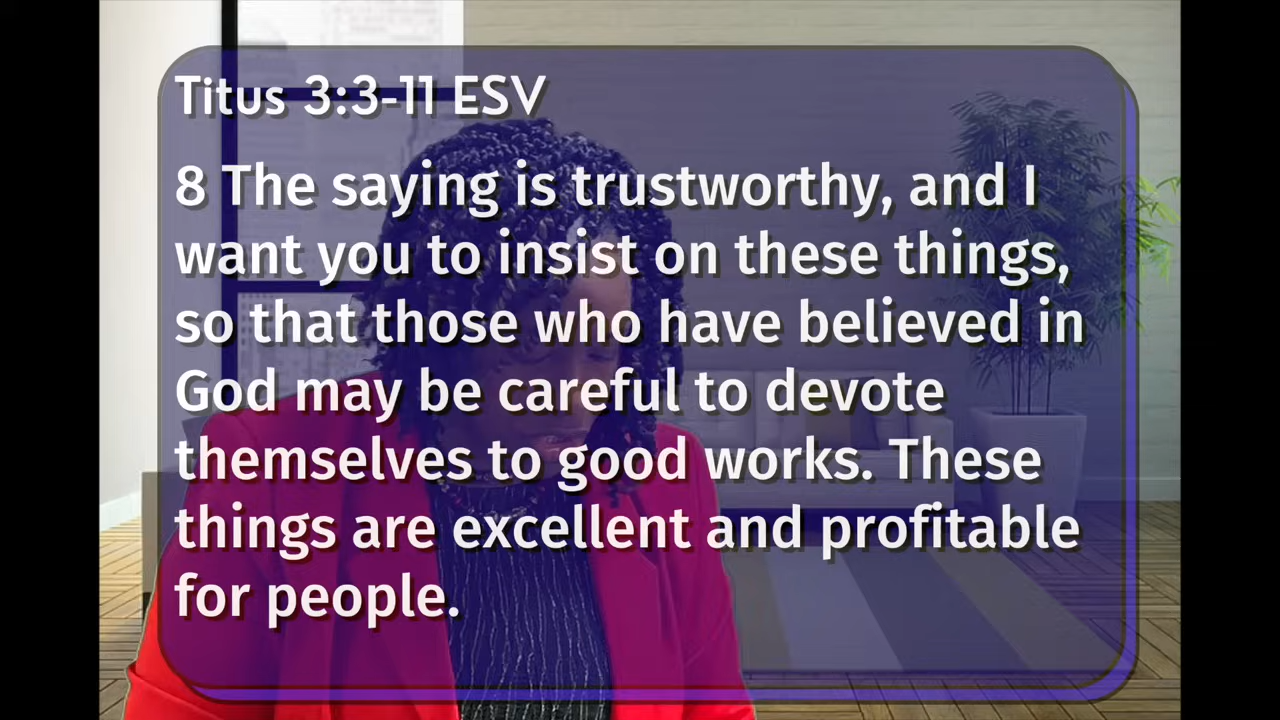 Titus 3:3-11 ESV
8 The saying is trustworthy, and I
want you to insist on these things,
so that those who have believed in
God may be careful to devote
themselves to good works. These
things are excellent and profitable
for people.